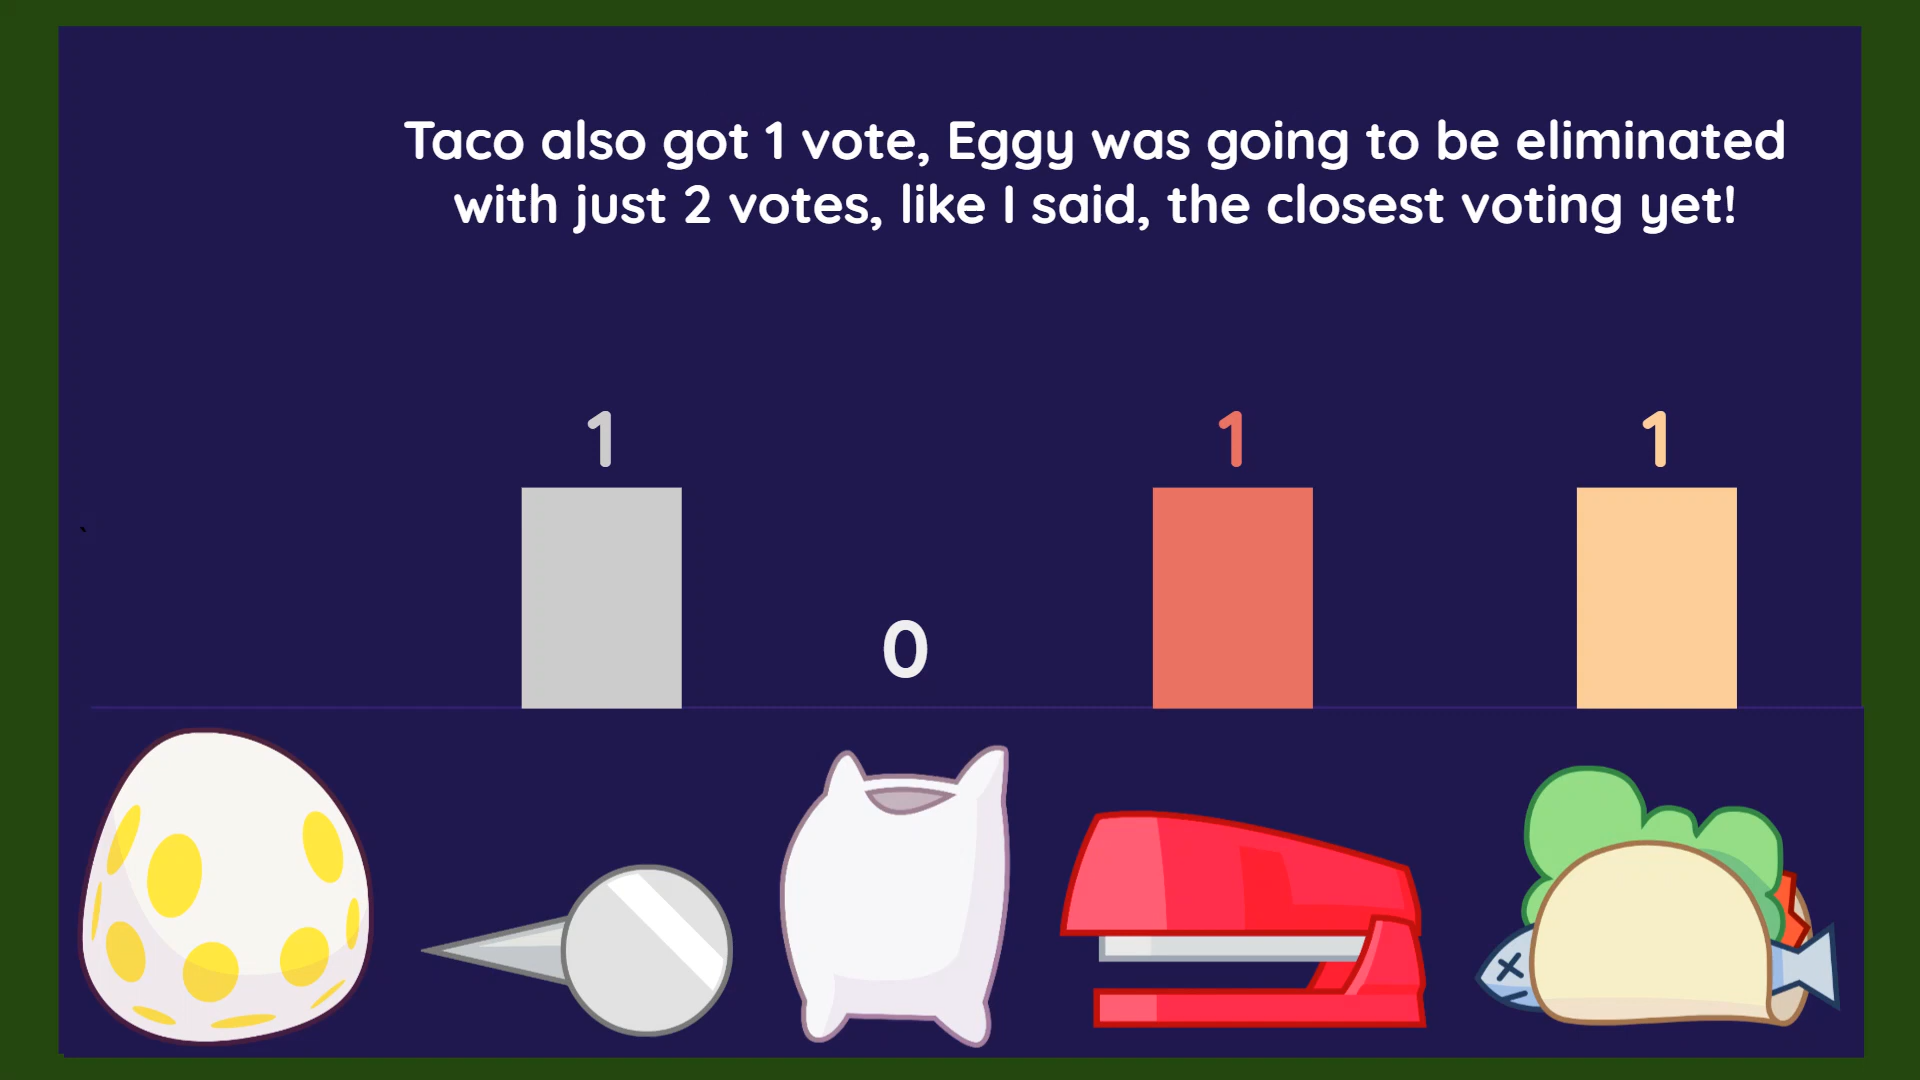 Taco also got 1 vote, Eggy was going to be eliminated
with just 2 votes, like I said, the closest voting yet!
1
1
1
0
`